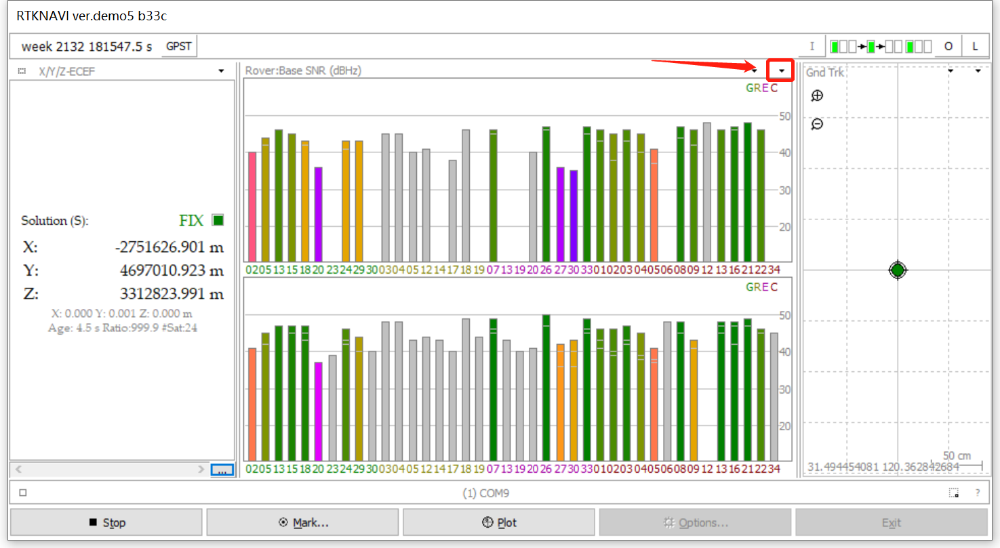 RTKNAVI ver.demo5 b33c
week 2132 181547.5 s GPST
I O L
X/Y/Z-ECEF
Rover:Base SNR (dBHz)
Gnd Trk
GREC
50
40
30
20
Solution (S): FIX
X: -2751626.901 m
Y: 4697010.923 m
Z: 3312823.991 m
X: 0.000 Y: 0.001 Z: 0.000 m
Age: 4.5 s Ratio:999.9 #Sat:24
02 05 13 15 18 20 23 24 29 30 03 04 05 12 14 17 18 19 07 13 19 20 26 27 30 33 01 02 03 04 05 06 08 09 12 13 16 21 22 34
GREC
50
40
30
20
02 05 13 15 18 20 23 24 29 30 03 04 05 12 14 17 18 19 07 13 19 20 26 27 30 33 01 02 03 04 05 06 08 09 12 13 16 21 22 34
50 cm
31.494454081 120.362842684
...
(1) COM9
?
Stop
Mark...
Plot
Options...
Exit